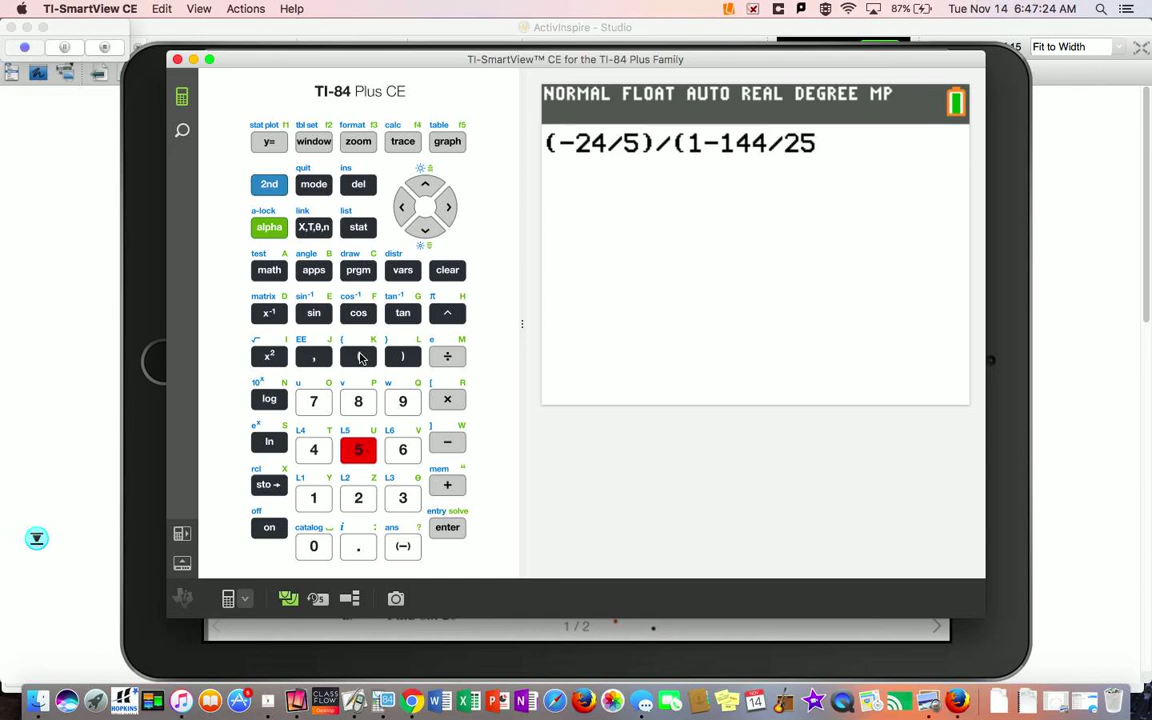 TI-SmartView CE Edit View Actions Help 87% Tue Nov 14 6:47:24 AM
ActivInspire - Studio
Fit to Width
TI-SmartView™ CE for the TI-84 Plus Family
TI-84 Plus CE
NORMAL FLOAT AUTO REAL DEGREE MP
(-24/5)/(1-144/25
stat plot f1 tbl set f2 format f3 calc f4 table f5
y= window zoom trace graph
quit ins
2nd mode del
a-lock link list
alpha X,T,θ,n stat
test A angle B draw C distr
math apps prgm vars clear
matrix D sin⁻¹ E cos⁻¹ F tan⁻¹ G π H
x⁻¹ sin cos tan ^
√ I EE J { K } L e M
x² , ( ) ÷
10ˣ N u O v P w Q [ R
log 7 8 9 ×
eˣ S L4 T L5 U L6 V ] W
ln 4 5 6 −
rcl X L1 Y L2 Z L3 θ mem "
sto→ 1 2 3 +
off catalog i : ans ? entry solve
on 0 . (−) enter
1 / 2